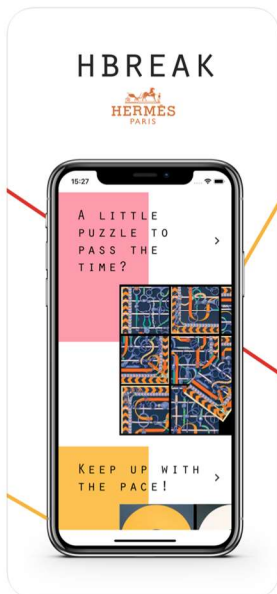 HBREAK
HERMÈS
PARIS
15:27
A LITTLE
PUZZLE TO
PASS THE
TIME?
KEEP UP WITH
THE PACE!